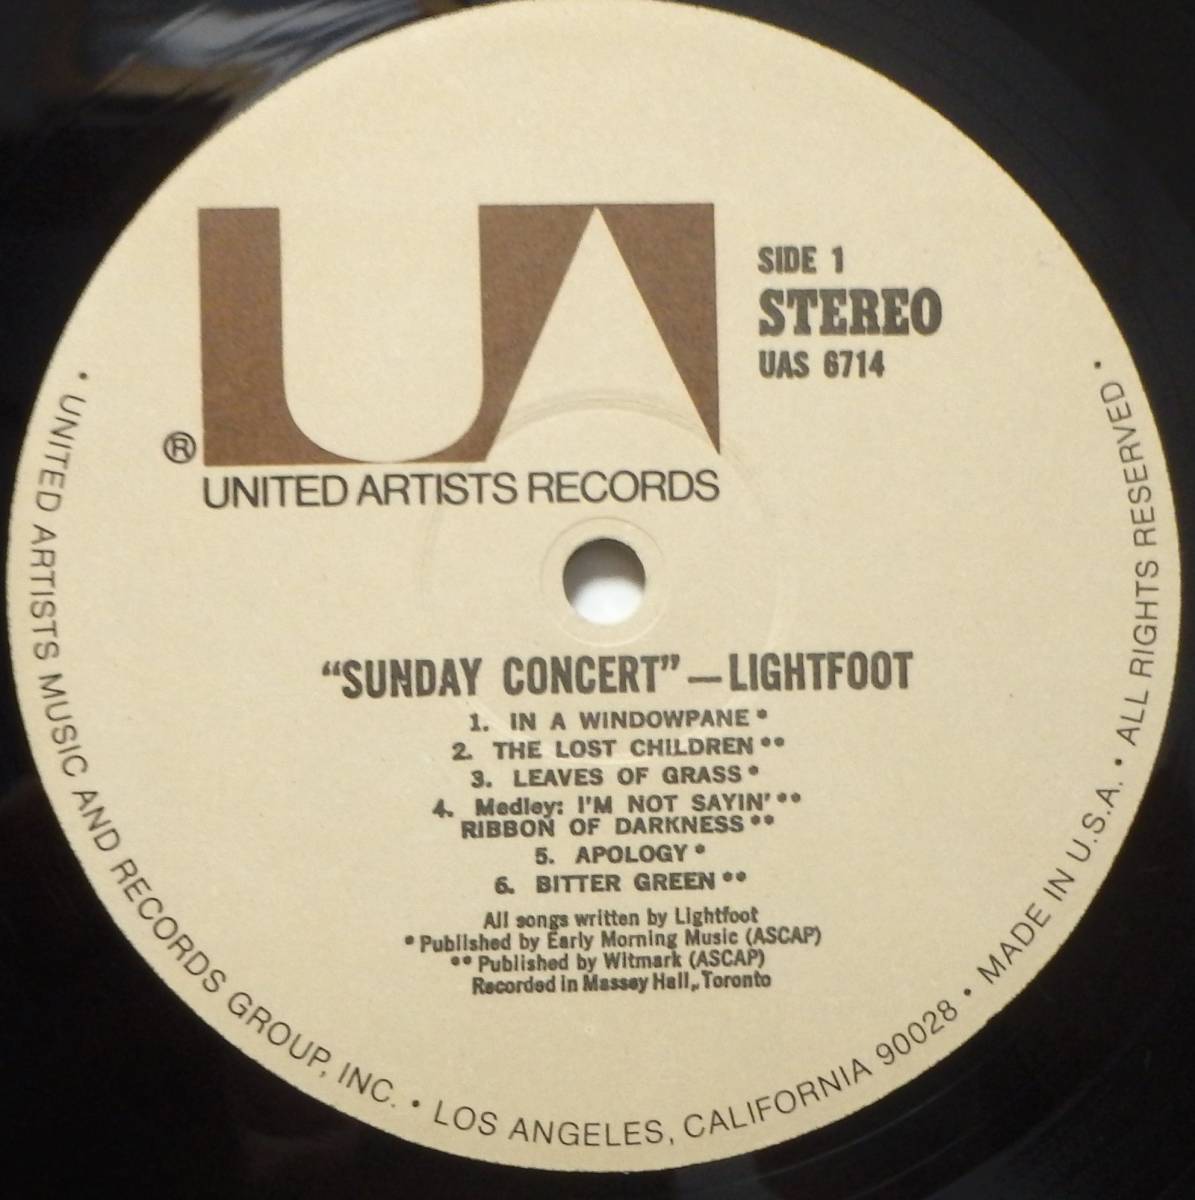 UA
®
UNITED ARTISTS RECORDS
SIDE 1
STEREO
UAS 6714
"SUNDAY CONCERT" — LIGHTFOOT
1. IN A WINDOWPANE *
2. THE LOST CHILDREN **
3. LEAVES OF GRASS *
4. Medley: I'M NOT SAYIN' **
RIBBON OF DARKNESS **
5. APOLOGY *
6. BITTER GREEN **
All songs written by Lightfoot
* Published by Early Morning Music (ASCAP)
** Published by Witmark (ASCAP)
Recorded in Massey Hall, Toronto
• UNITED ARTISTS MUSIC AND RECORDS GROUP, INC. • LOS ANGELES, CALIFORNIA 90028 • MADE IN U.S.A. • ALL RIGHTS RESERVED •